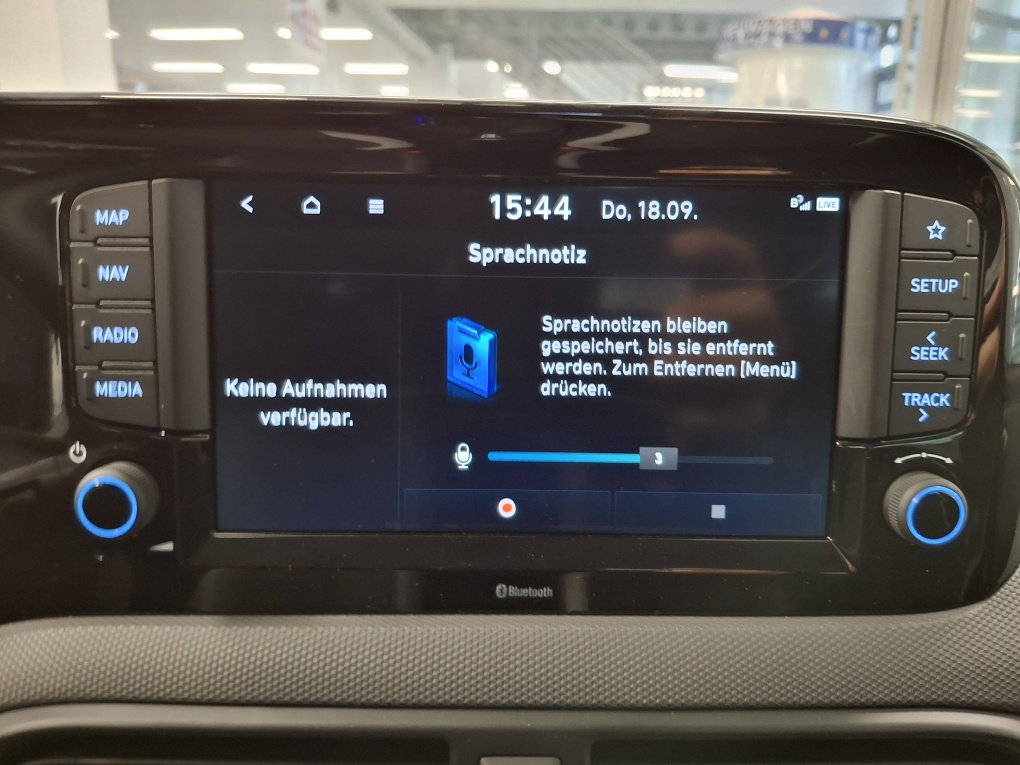 MAP
NAV
RADIO
MEDIA
15:44 Do, 18.09.
LIVE
Sprachnotiz
Keine Aufnahmen
verfügbar.
Sprachnotizen bleiben
gespeichert, bis sie entfernt
werden. Zum Entfernen [Menü]
drücken.
3
SETUP
SEEK
TRACK
Bluetooth